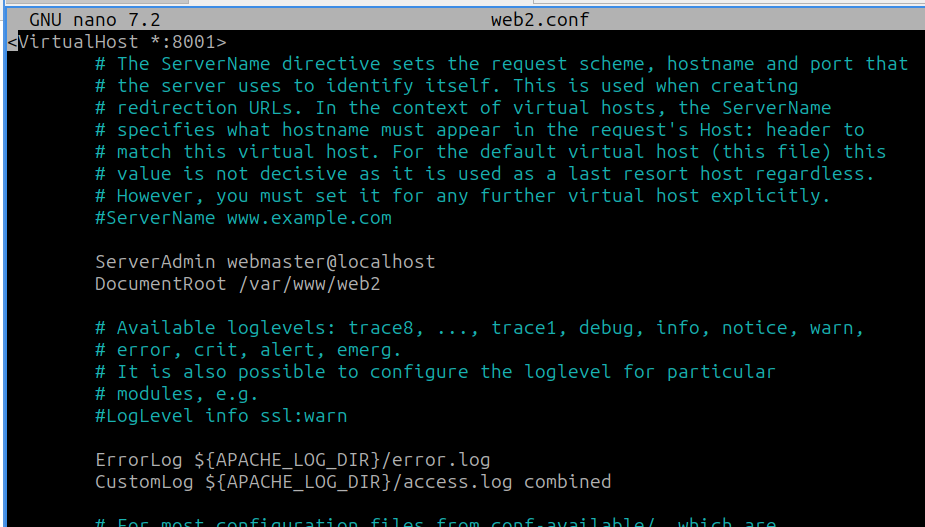 GNU nano 7.2 web2.conf
<VirtualHost *:8001>
# The ServerName directive sets the request scheme, hostname and port that
# the server uses to identify itself. This is used when creating
# redirection URLs. In the context of virtual hosts, the ServerName
# specifies what hostname must appear in the request's Host: header to
# match this virtual host. For the default virtual host (this file) this
# value is not decisive as it is used as a last resort host regardless.
# However, you must set it for any further virtual host explicitly.
#ServerName www.example.com
ServerAdmin webmaster@localhost
DocumentRoot /var/www/web2
# Available loglevels: trace8, ..., trace1, debug, info, notice, warn,
# error, crit, alert, emerg.
# It is also possible to configure the loglevel for particular
# modules, e.g.
#LogLevel info ssl:warn
ErrorLog ${APACHE_LOG_DIR}/error.log
CustomLog ${APACHE_LOG_DIR}/access.log combined
# For most configuration files from conf-available/, which are